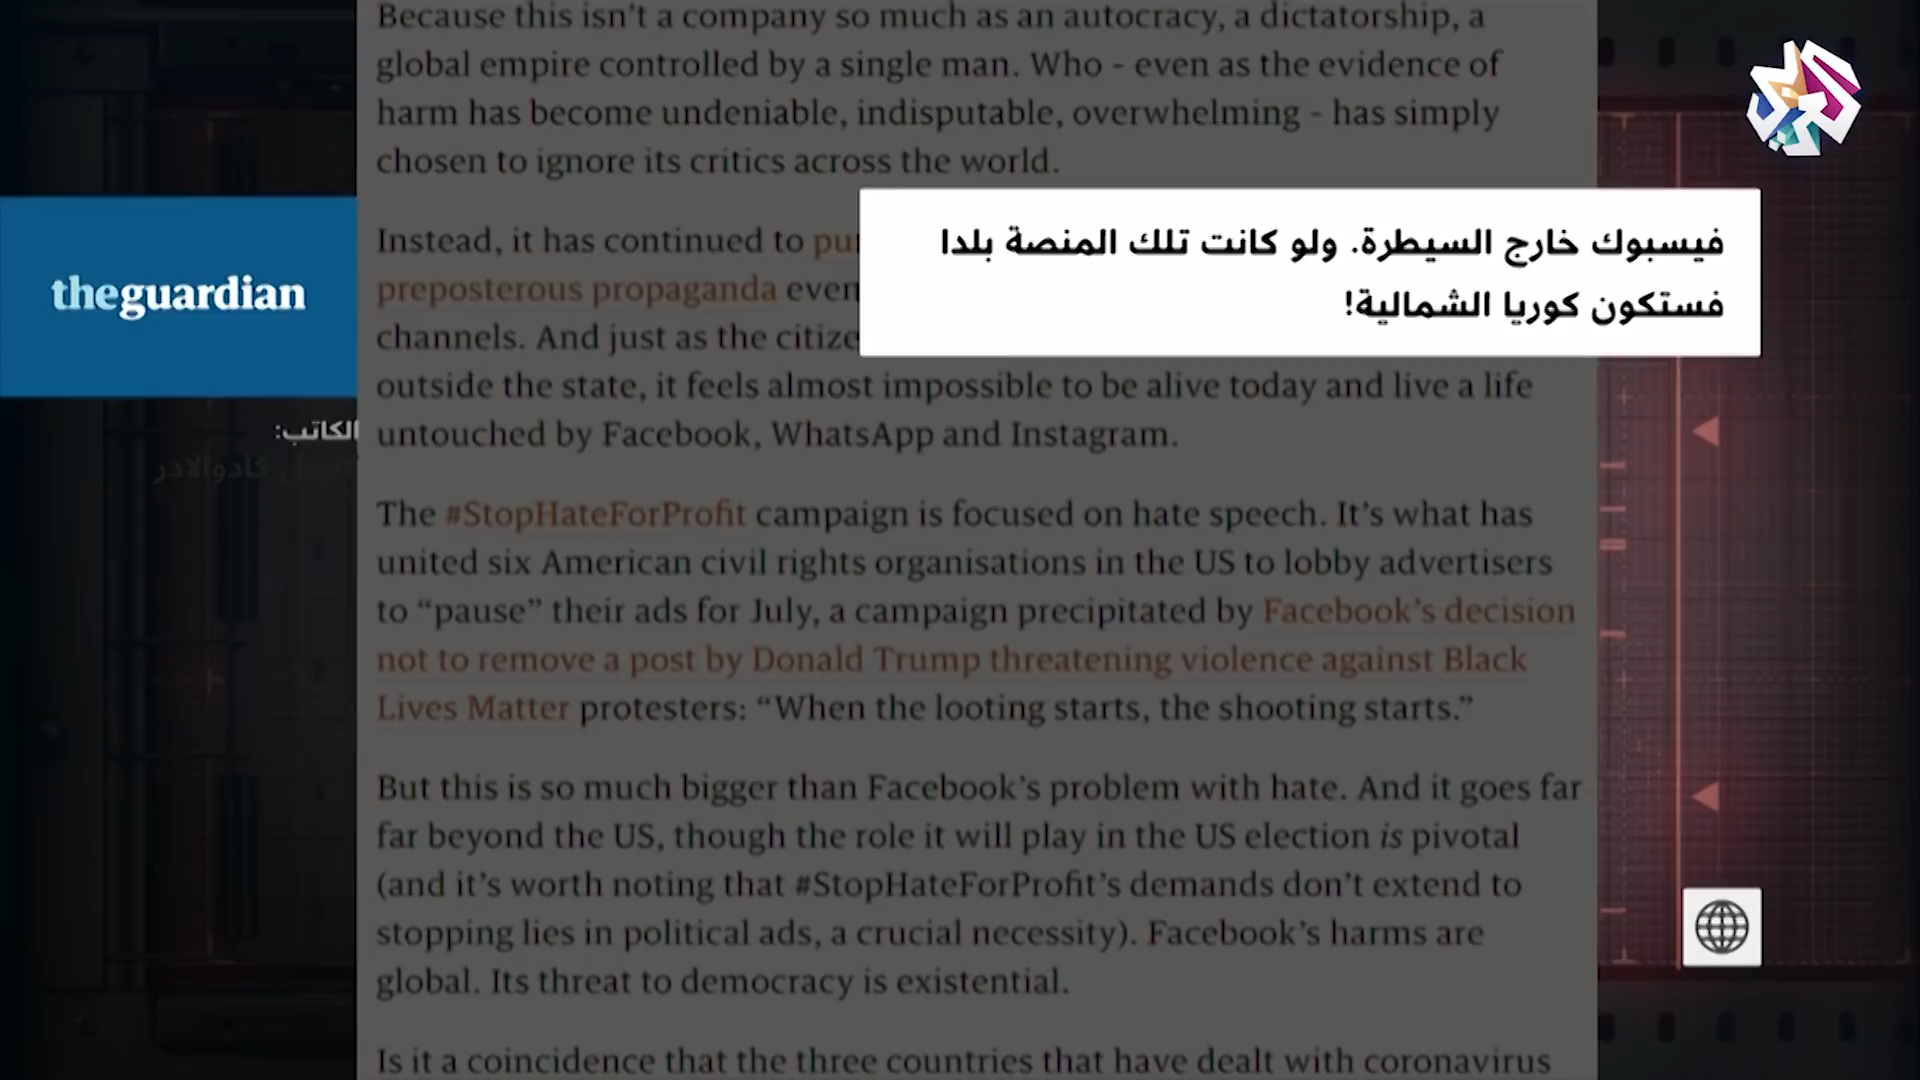 Because this isn't a company so much as an autocracy, a dictatorship, a
global empire controlled by a single man. Who - even as the evidence of
harm has become undeniable, indisputable, overwhelming - has simply
chosen to ignore its critics across the world.
Instead, it has continued to
preposterous propaganda even
channels. And just as the
outside the state, it feels almost impossible to be alive today and live a life
untouched by Facebook, WhatsApp and Instagram.
The #StopHateForProfit campaign is focused on hate speech. It's what has
united six American civil rights organisations in the US to lobby advertisers
to “pause” their ads for July, a campaign precipitated by Facebook's decision
not to remove a post by Donald Trump threatening violence against Black
Lives Matter protesters: “When the looting starts, the shooting starts.”
But this is so much bigger than Facebook's problem with hate. And it goes far
far beyond the US, though the role it will play in the US election is pivotal
(and it's worth noting that #StopHateForProfit's demands don't extend to
stopping lies in political ads, a crucial necessity). Facebook's harms are
global. Its threat to democracy is existential.
Is it a coincidence that the three countries that have dealt with coronavirus
فيسبوك خارج السيطرة. ولو كانت تلك المنصة بلدا
فستكون كوريا الشمالية!
theguardian
الكاتب:
كادوالادر